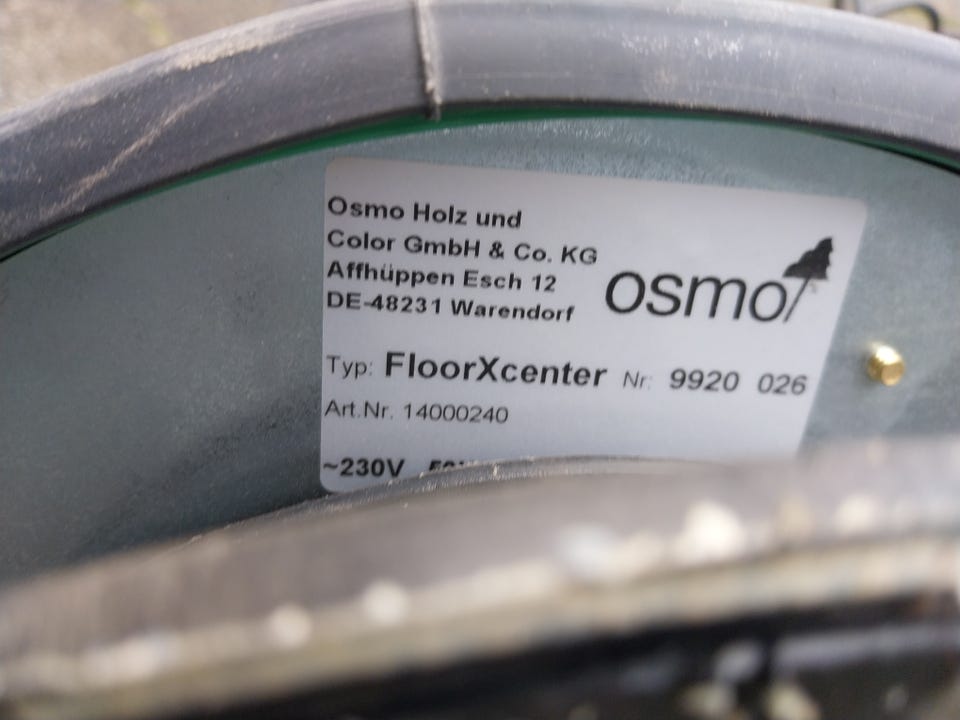 Osmo Holz und
Color GmbH & Co. KG
Affhüppen Esch 12
DE-48231 Warendorf
osmo
Typ: FloorXcenter Nr: 9920 026
Art.Nr. 14000240
~230V